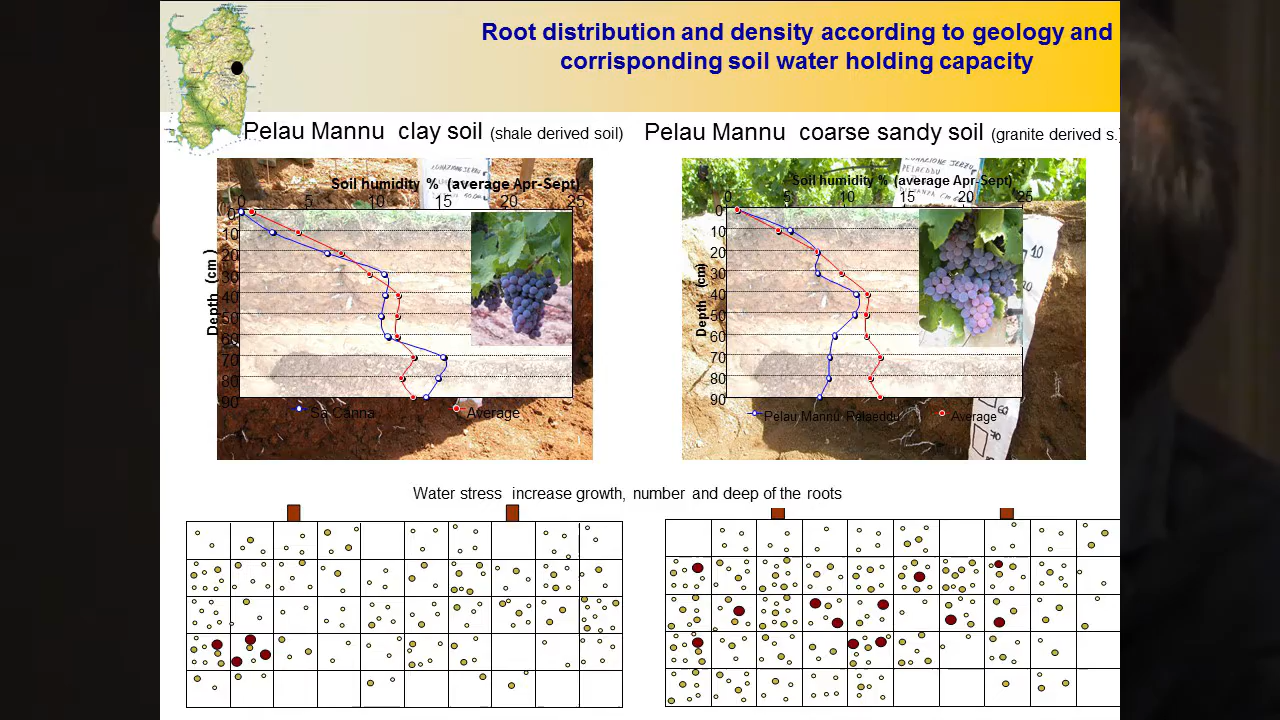 Root distribution and density according to geology and
corrisponding soil water holding capacity
Pelau Mannu clay soil (shale derived soil)
Pelau Mannu coarse sandy soil (granite derived s.
Soil humidity % (average Apr-Sept)
0 5 10 15 20 25
0
10
20
30
40
50
60
70
80
90
Depth (cm)
Sa Canna
Average
Soil humidity % (average Apr-Sept)
0 5 10 15 20 25
0
10
20
30
40
50
60
70
80
90
Depth (cm)
Pelau Mannu
Average
Water stress increase growth, number and deep of the roots